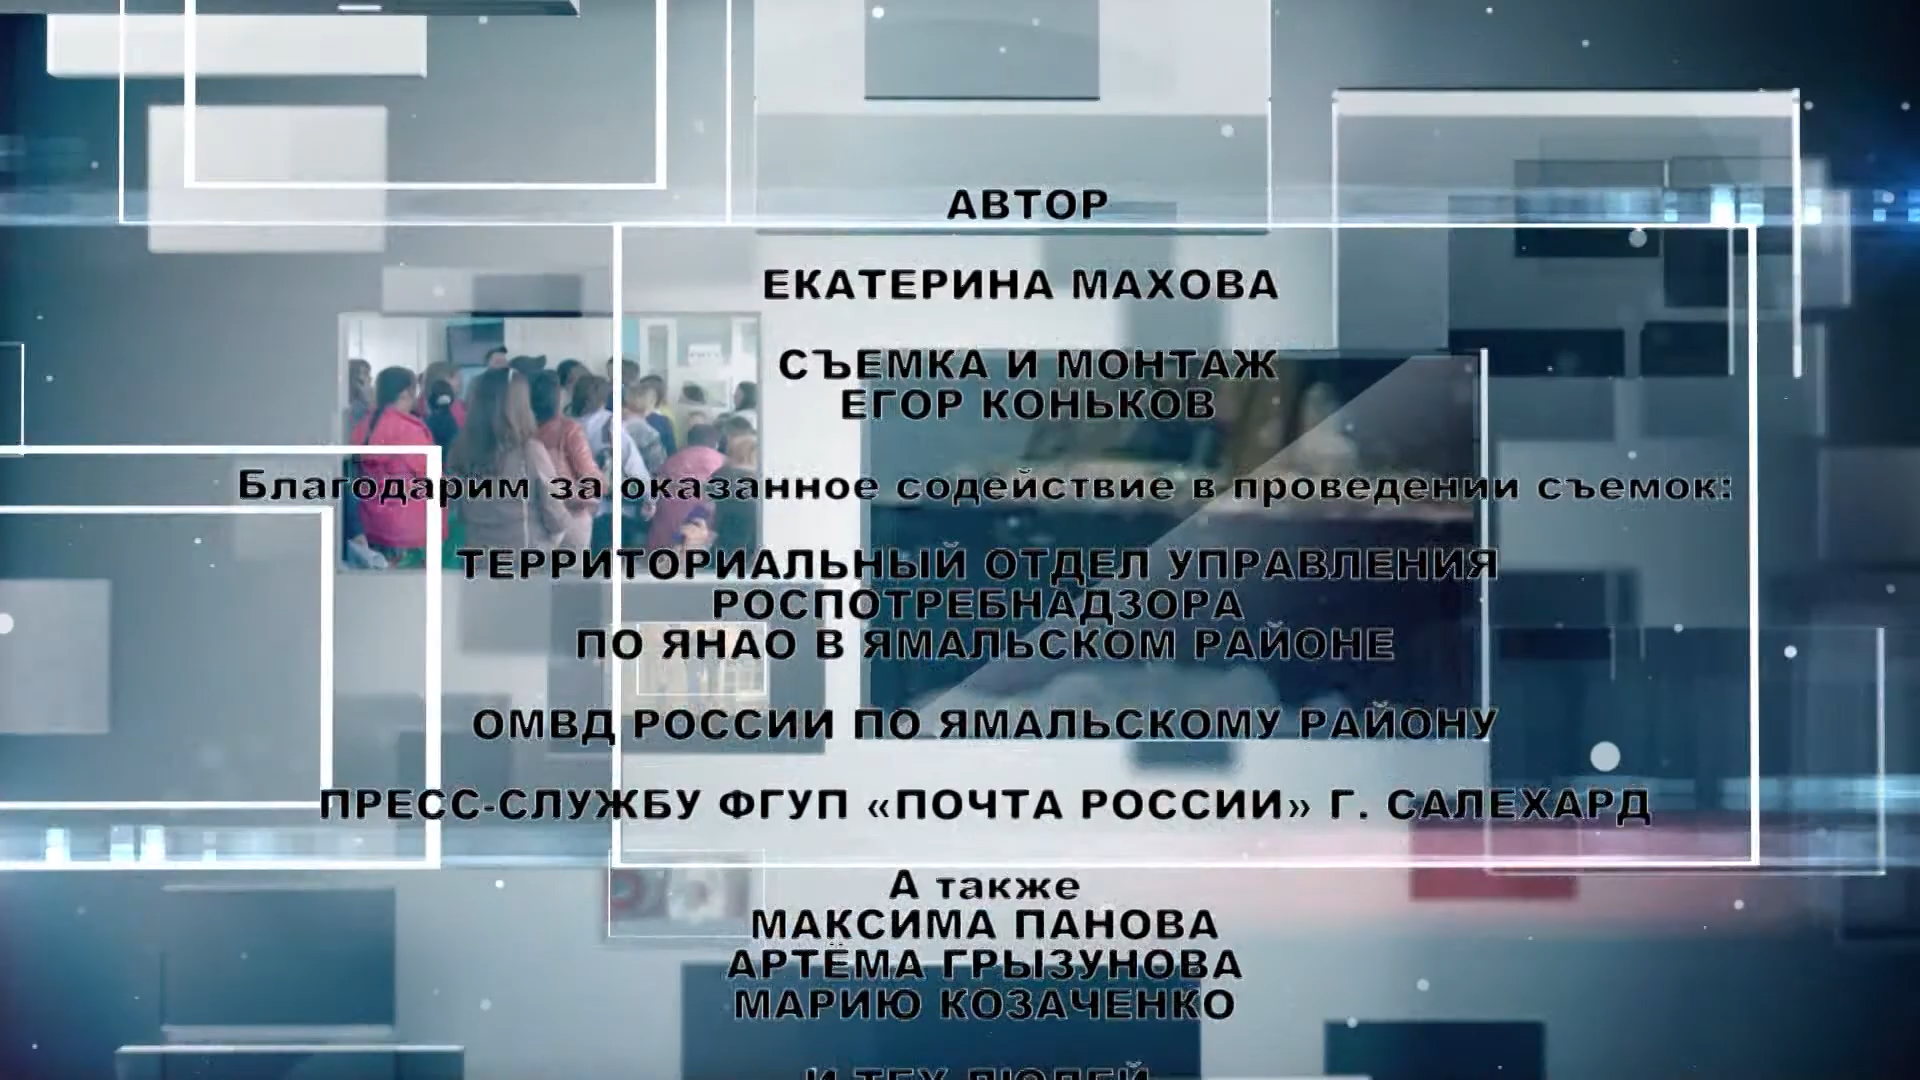 АВТОР
ЕКАТЕРИНА МАХОВА
СЪЕМКА И МОНТАЖ
ЕГОР КОНЬКОВ
Благодарим за оказанное содействие в проведении съемок:
ТЕРРИТОРИАЛЬНЫЙ ОТДЕЛ УПРАВЛЕНИЯ
РОСПОТРЕБНАДЗОРА
ПО ЯНАО В ЯМАЛЬСКОМ РАЙОНЕ
ОМВД РОССИИ ПО ЯМАЛЬСКОМУ РАЙОНУ
ПРЕСС-СЛУЖБУ ФГУП «ПОЧТА РОССИИ» Г. САЛЕХАРД
А также
МАКСИМА ПАНОВА
АРТЁМА ГРЫЗУНОВА
МАРИЮ КОЗАЧЕНКО
И ТЕХ ЛЮДЕЙ